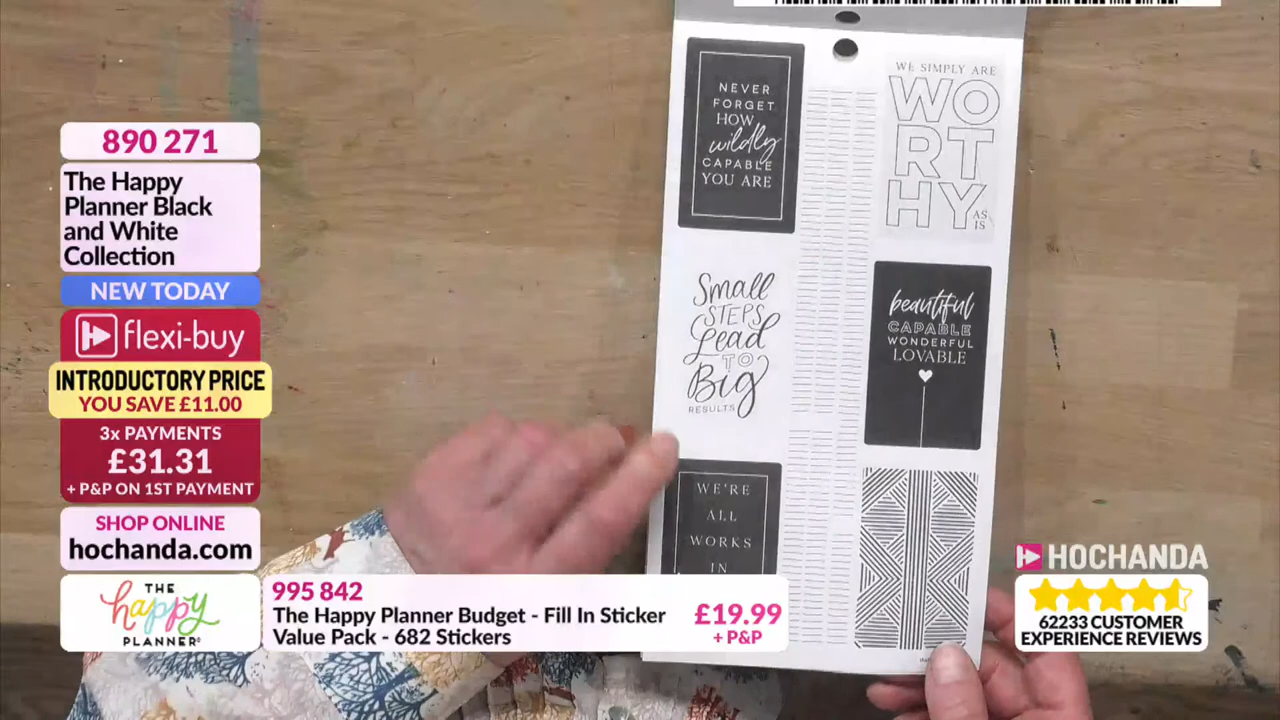 890 271
The Happy
Planner Black
and White
Collection
NEW TODAY
flexi-buy
INTRODUCTORY PRICE
YOU SAVE £11.00
3x PAYMENTS
£31.31
+ P&P ON 1ST PAYMENT
SHOP ONLINE
hochanda.com
THE
happy
PLANNER®
995 842
The Happy Planner Budget - Fill In Sticker
Value Pack - 682 Stickers
£19.99
+ P&P
NEVER
FORGET
HOW
wildly
CAPABLE
YOU ARE
WE SIMPLY ARE
WO
RT
HY
AS
IS
Small
STEPS
Lead
TO
Big
RESULTS
beautiful
CAPABLE
WONDERFUL
LOVABLE
WE'RE
ALL
WORKS
IN
HOCHANDA
62233 CUSTOMER
EXPERIENCE REVIEWS